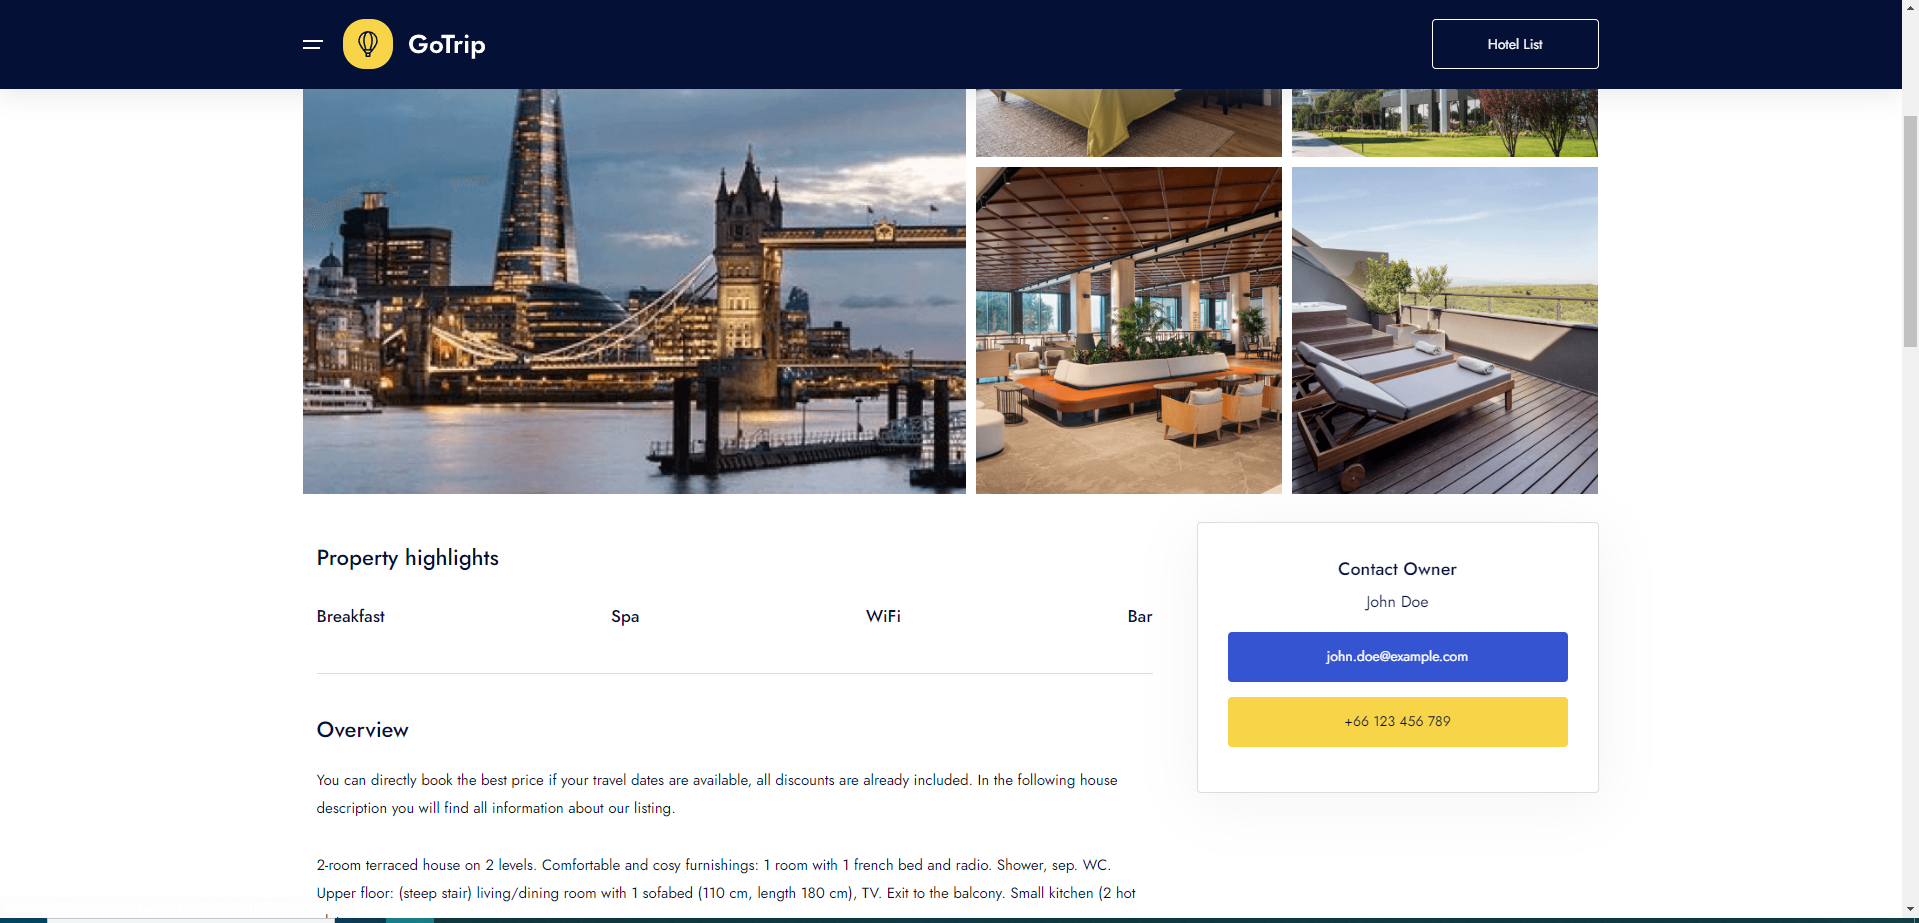 GoTrip
Hotel List
Property highlights
Breakfast
Spa
WiFi
Bar
Overview
You can directly book the best price if your travel dates are available, all discounts are already included. In the following house
description you will find all information about our listing.
2-room terraced house on 2 levels. Comfortable and cosy furnishings: 1 room with 1 french bed and radio. Shower, sep. WC.
Upper floor: (steep stair) living/dining room with 1 sofabed (110 cm, length 180 cm), TV. Exit to the balcony. Small kitchen (2 hot
Contact Owner
John Doe
john.doe@example.com
+66 123 456 789